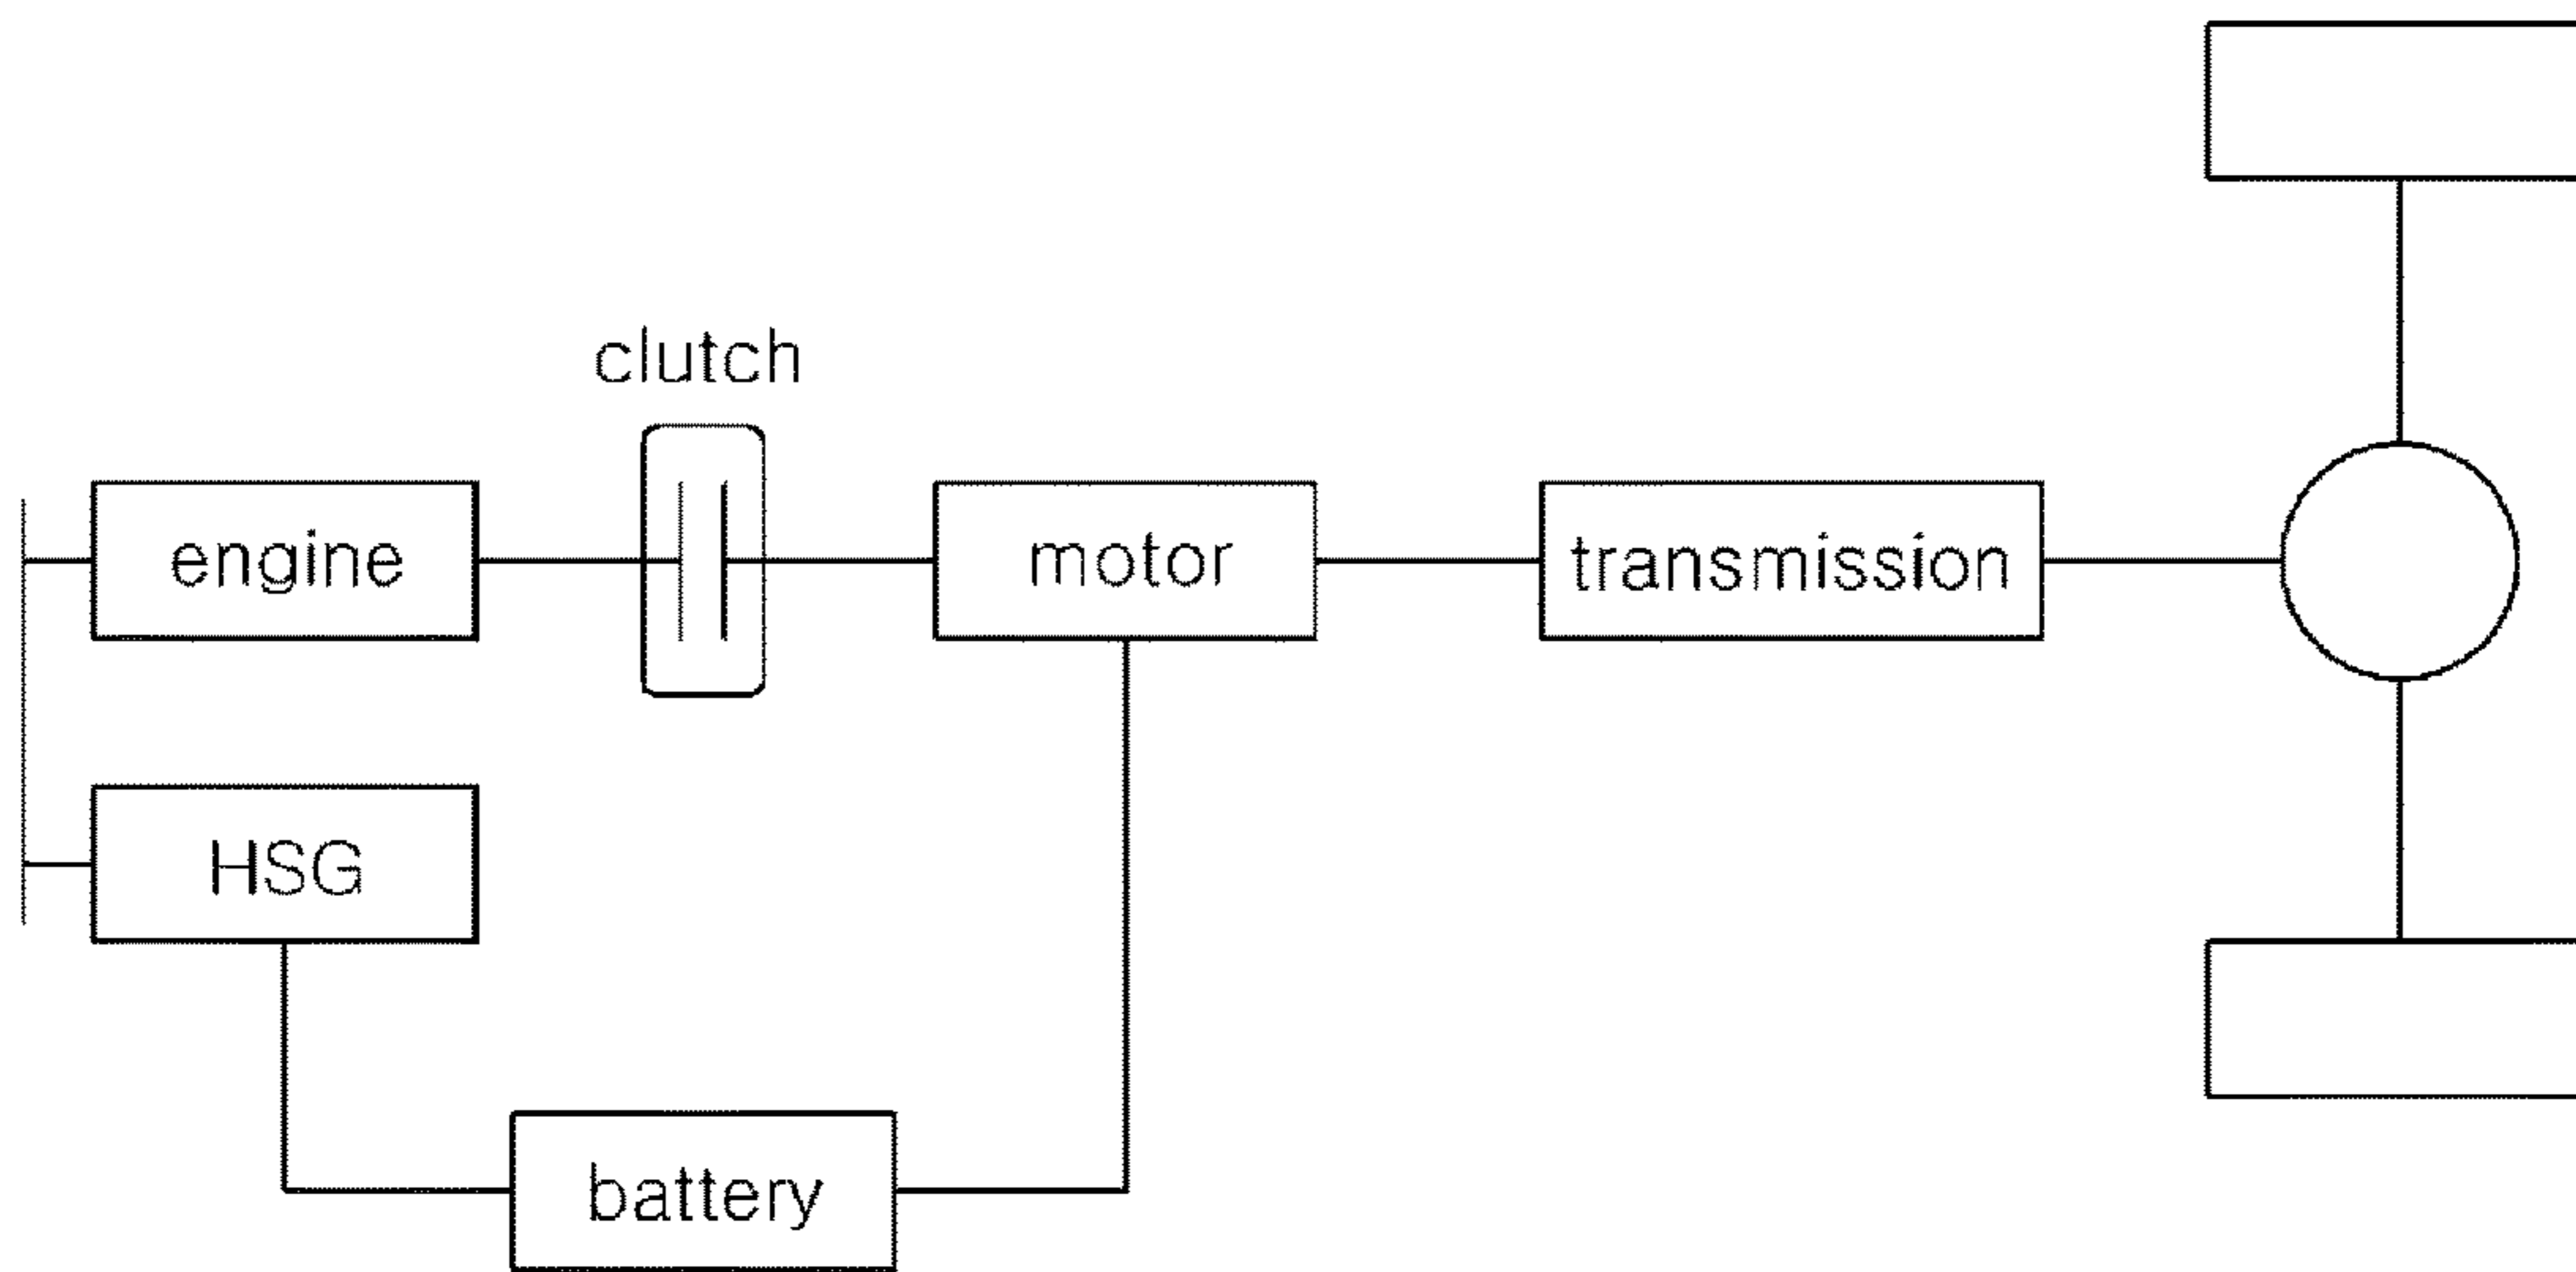 clutch
engine
motor
transmission
HSG
battery